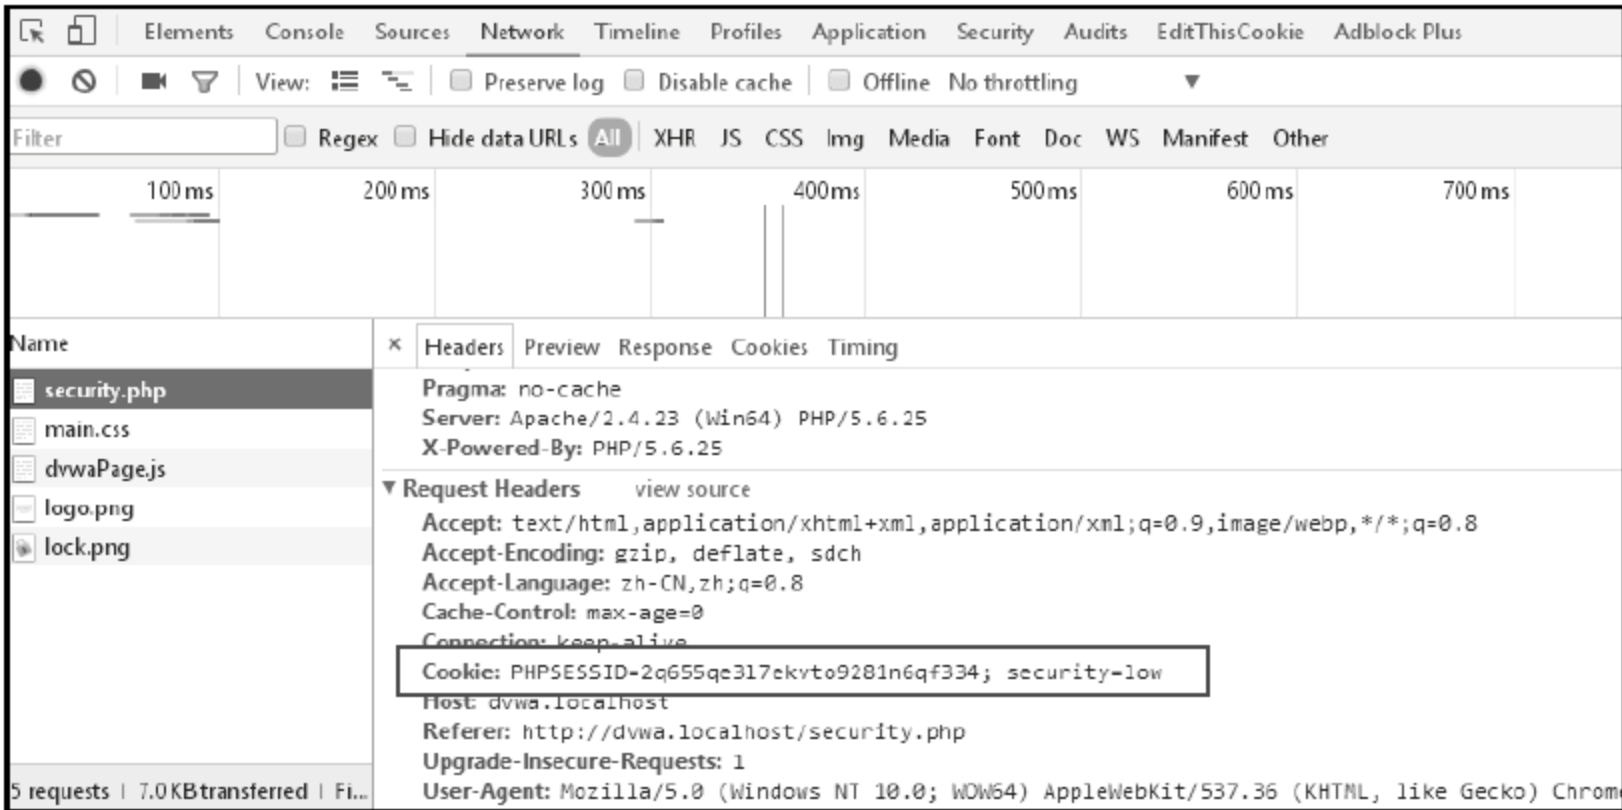 Elements Console Sources Network Timeline Profiles Application Security Audits EditThisCookie Adblock Plus
View: Preserve log Disable cache Offline No throttling
Filter Regex Hide data URLs All XHR JS CSS Img Media Font Doc WS Manifest Other
100 ms 200 ms 300 ms 400 ms 500 ms 600 ms 700 ms
Name
security.php
main.css
dvwaPage.js
logo.png
lock.png
5 requests | 7.0 KB transferred | Fi...
× Headers Preview Response Cookies Timing
Pragma: no-cache
Server: Apache/2.4.23 (Win64) PHP/5.6.25
X-Powered-By: PHP/5.6.25
Request Headers view source
Accept: text/html,application/xhtml+xml,application/xml;q=0.9,image/webp,*/*;q=0.8
Accept-Encoding: gzip, deflate, sdch
Accept-Language: zh-CN,zh;q=0.8
Cache-Control: max-age=0
Connection: keep-alive
Cookie: PHPSESSID=2q655qe3l7ekvto9281n6qf334; security=low
Host: dvwa.localhost
Referer: http://dvwa.localhost/security.php
Upgrade-Insecure-Requests: 1
User-Agent: Mozilla/5.0 (Windows NT 10.0; WOW64) AppleWebKit/537.36 (KHTML, like Gecko) Chrom